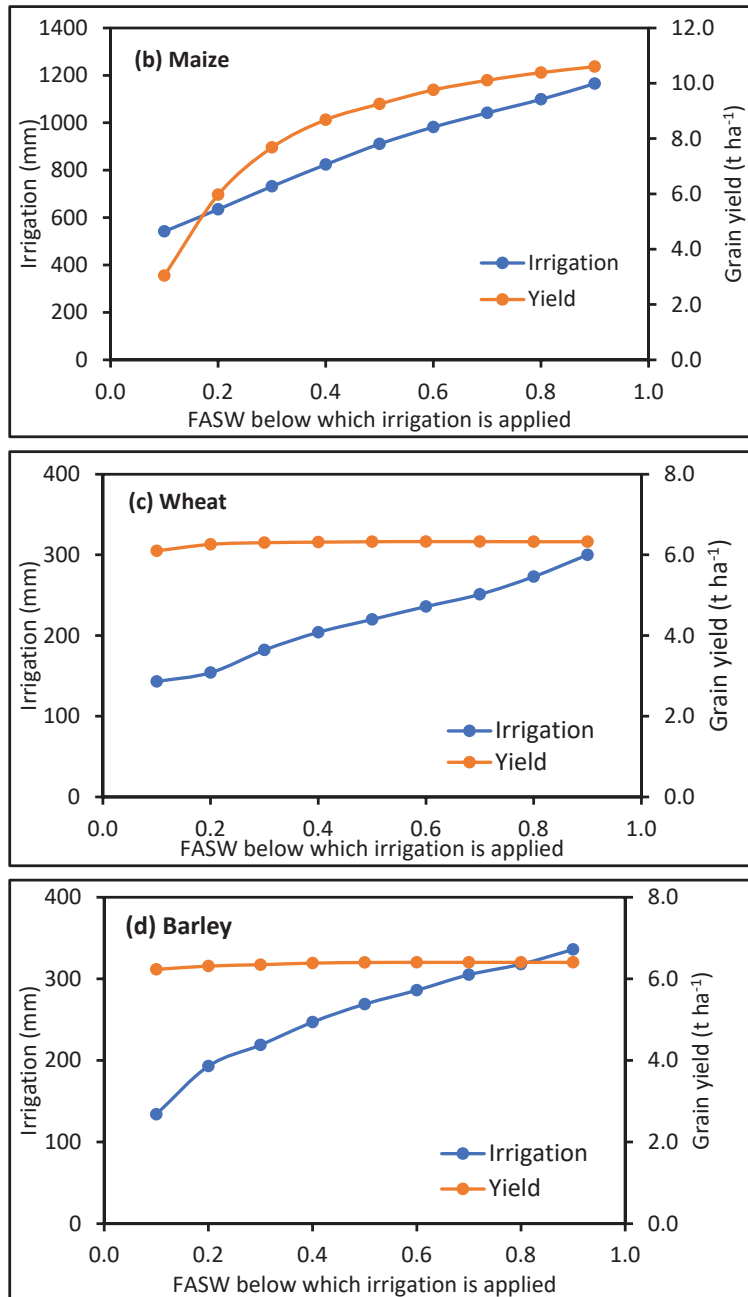 (b) Maize
1400
1200
1000
800
600
400
200
0
Irrigation (mm)
12.0
10.0
8.0
6.0
4.0
2.0
0.0
Grain yield (t ha⁻¹)
Irrigation
Yield
0.0 0.2 0.4 0.6 0.8 1.0
FASW below which irrigation is applied
(c) Wheat
400
300
200
100
0
Irrigation (mm)
8.0
6.0
4.0
2.0
0.0
Grain yield (t ha⁻¹)
Irrigation
Yield
0.0 0.2 0.4 0.6 0.8 1.0
FASW below which irrigation is applied
(d) Barley
400
300
200
100
0
Irrigation (mm)
8.0
6.0
4.0
2.0
0.0
Grain yield (t ha⁻¹)
Irrigation
Yield
0.0 0.2 0.4 0.6 0.8 1.0
FASW below which irrigation is applied